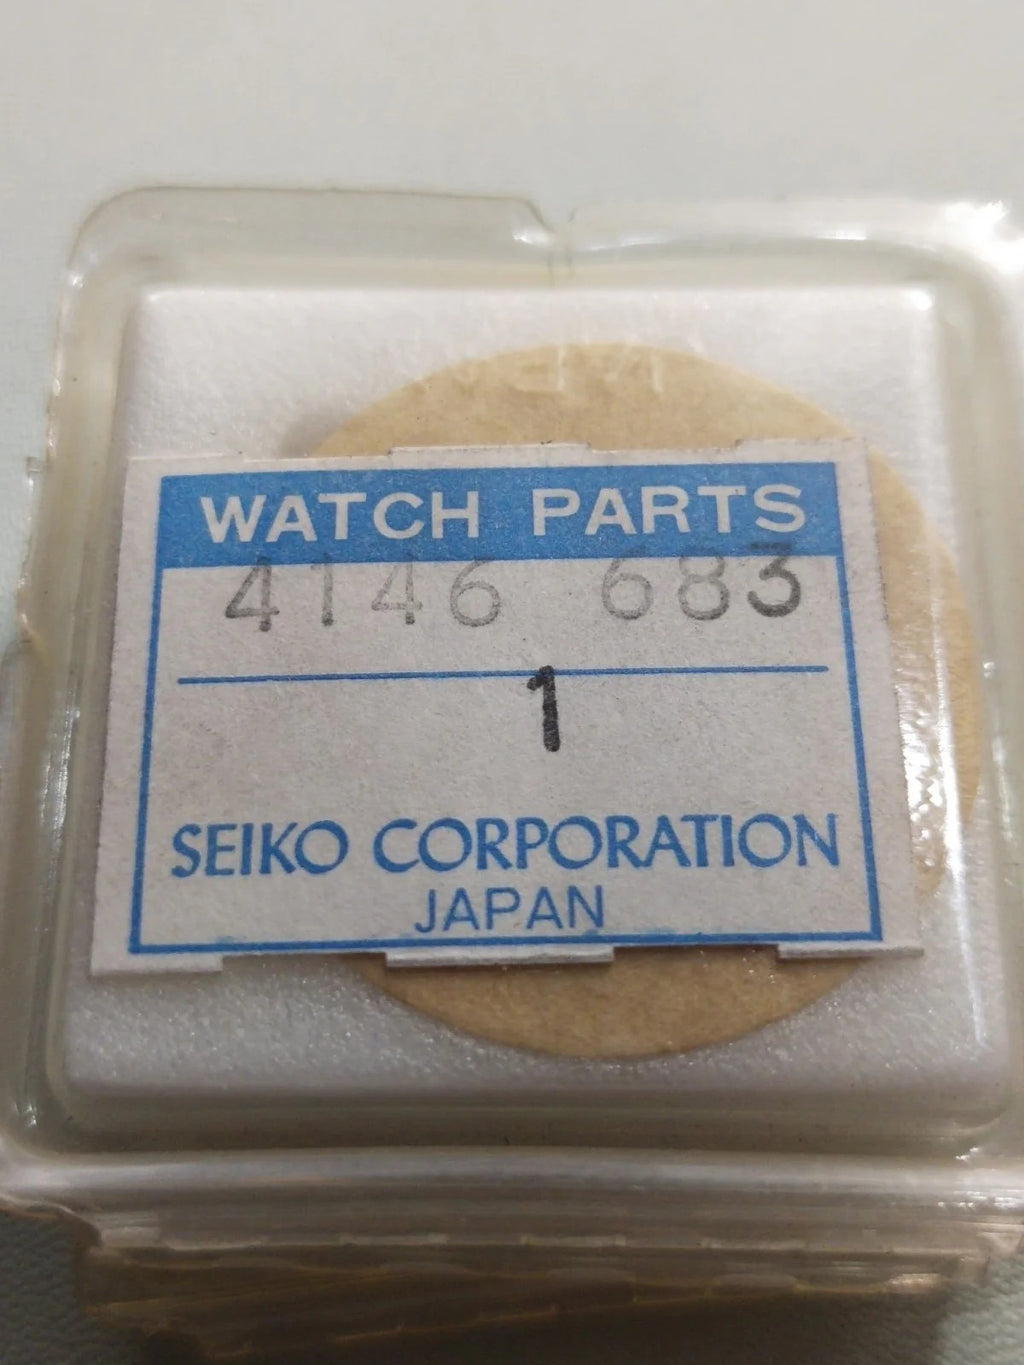 WATCH PARTS
4146 683
1
SEIKO CORPORATION
JAPAN